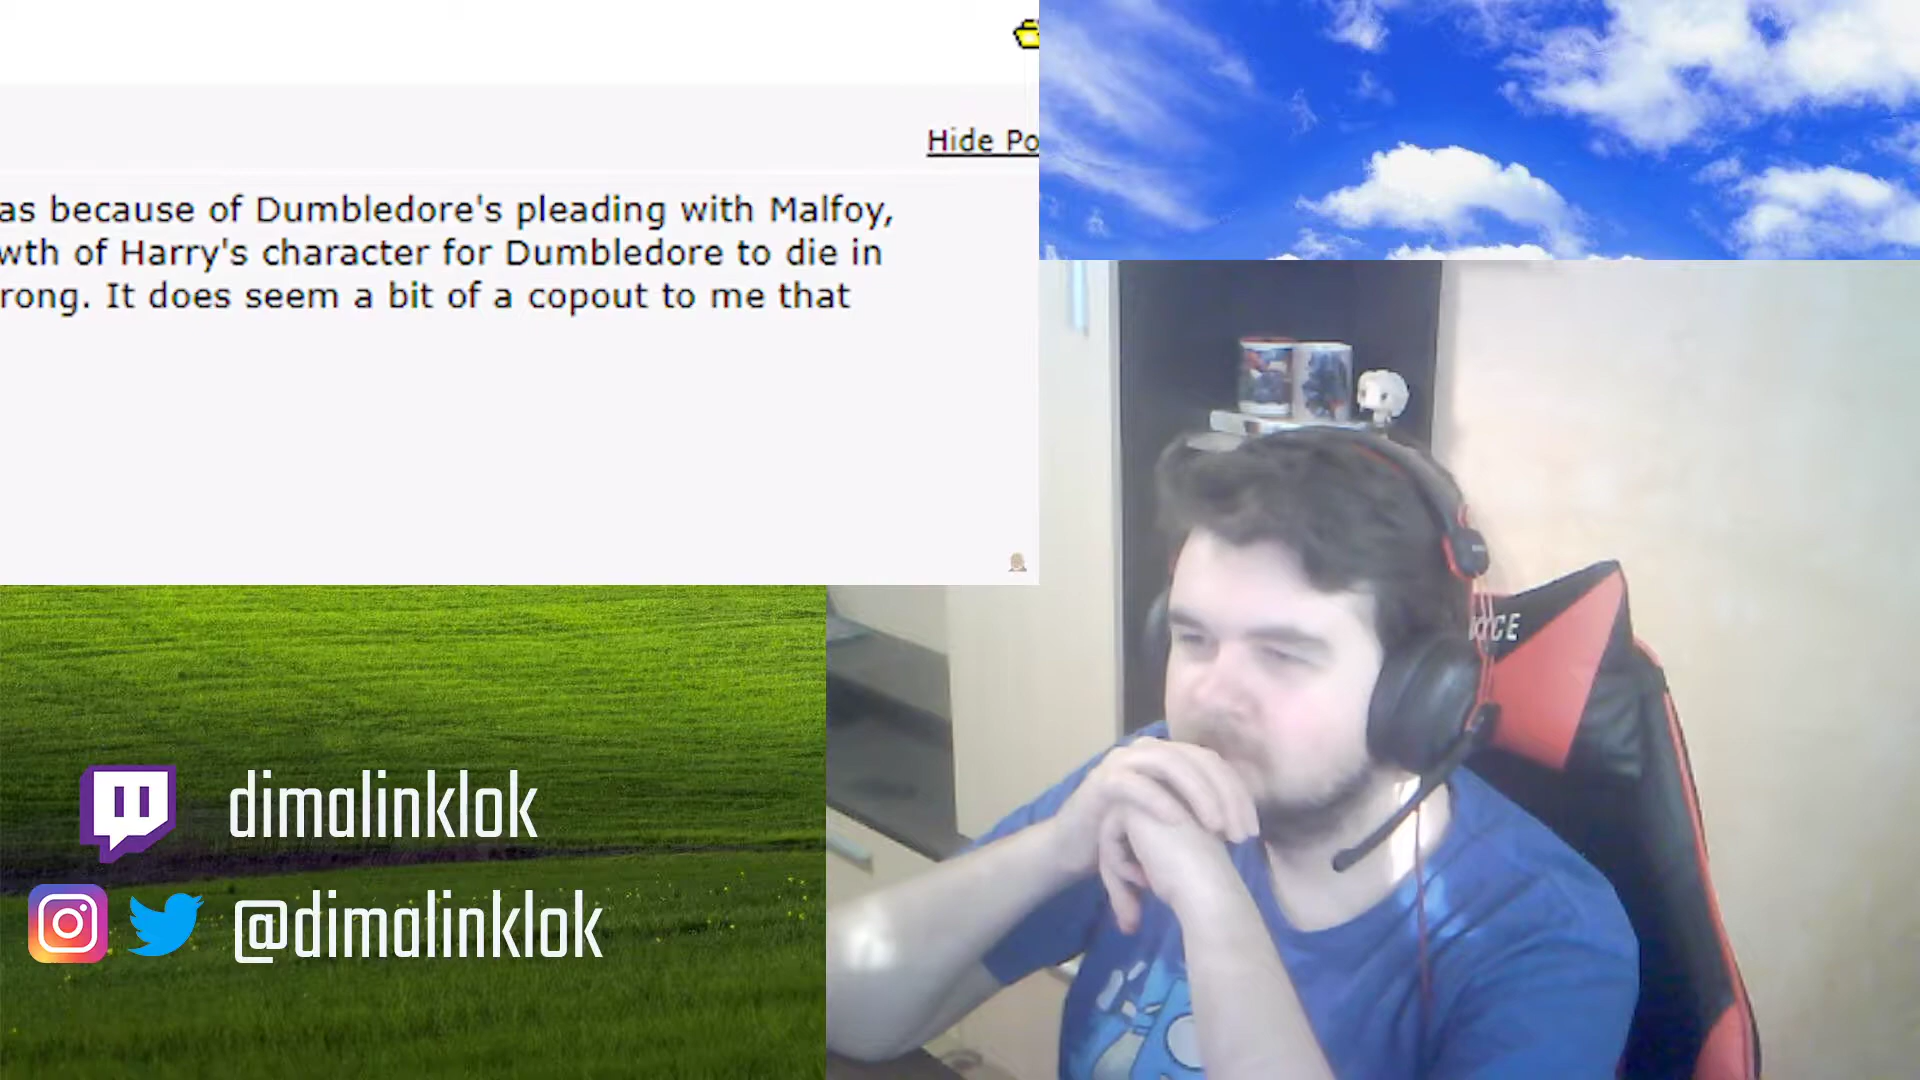 Hide Po
as because of Dumbledore's pleading with Malfoy,
wth of Harry's character for Dumbledore to die in
rong. It does seem a bit of a copout to me that
dimalinklok
@dimalinklok